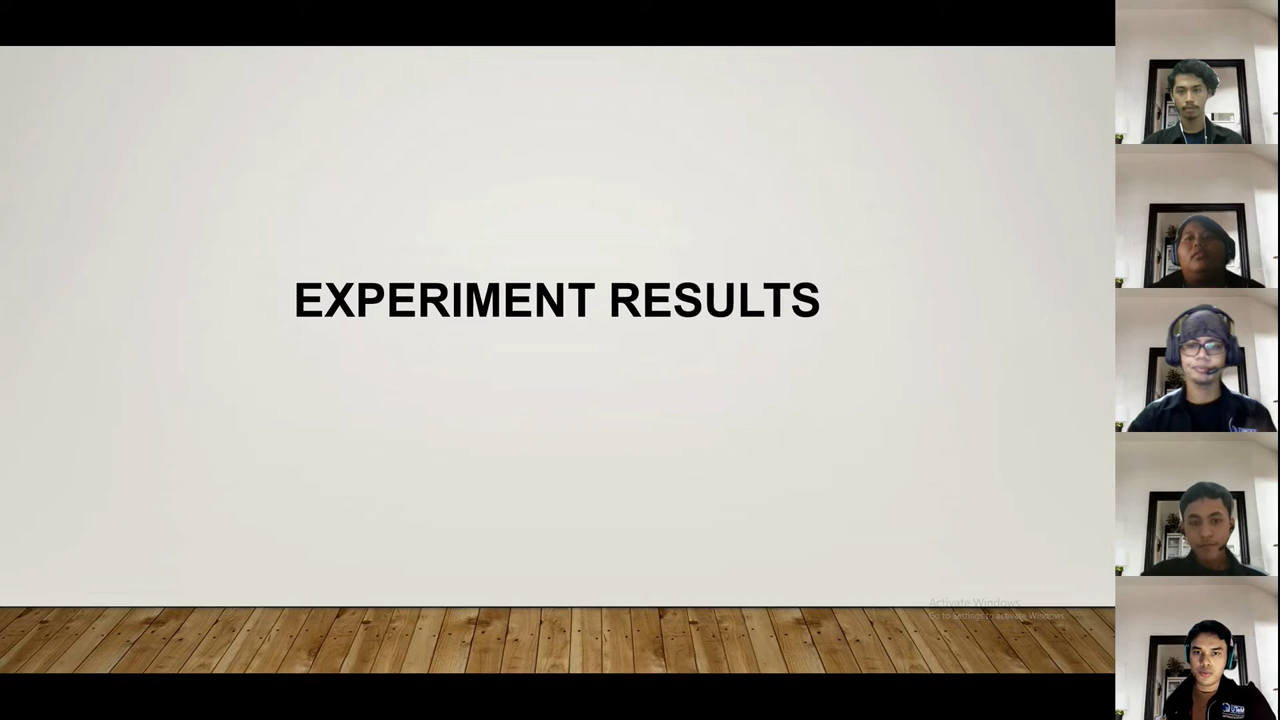 EXPERIMENT RESULTS
Activate Windows
Go to Settings to activate Windows.